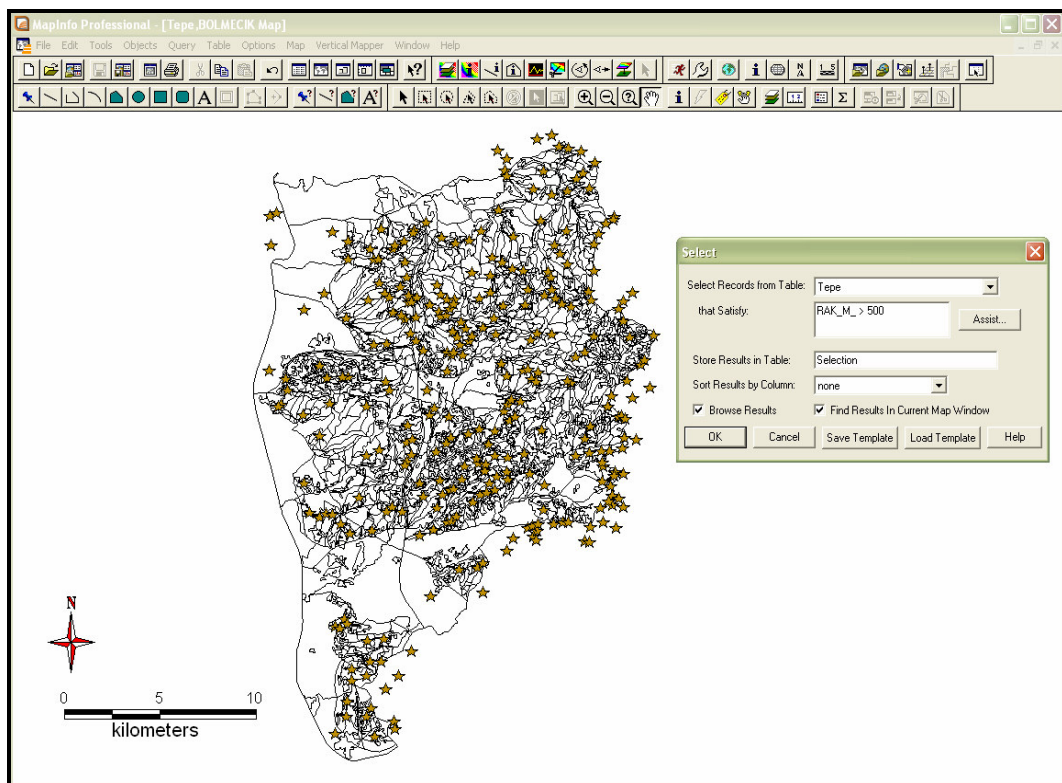 MapInfo Professional - [Tepe,BOLMECIK Map]
File Edit Tools Objects Query Table Options Map Vertical Mapper Window Help
Select
Select Records from Table: Tepe
that Satisfy: RAK_M_ > 500
Assist...
Store Results in Table: Selection
Sort Results by Column: none
Browse Results Find Results In Current Map Window
OK Cancel Save Template Load Template Help
N
0 5 10
kilometers